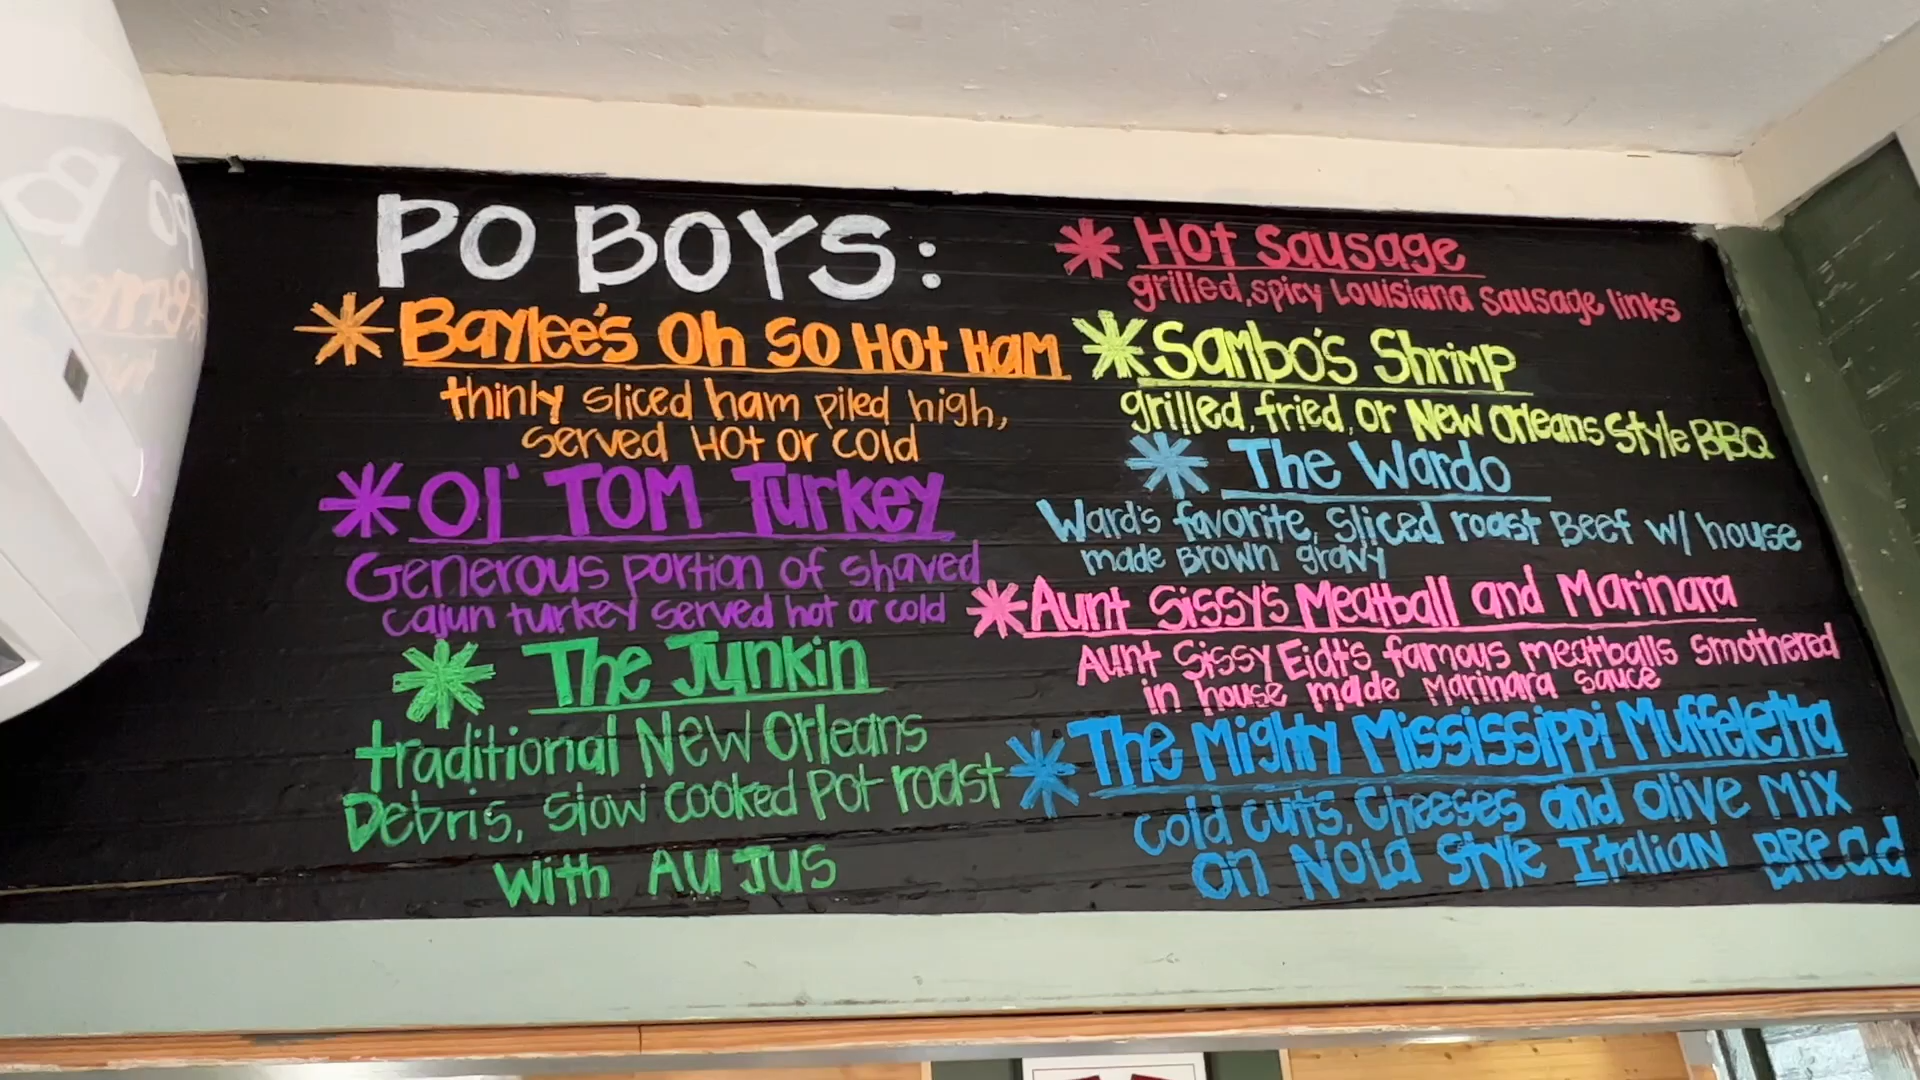 PO BOYS:
* Baylee's Oh So Hot Ham
thinly sliced ham piled high,
served Hot or cold
* Ol' Tom Turkey
Generous portion of shaved
cajun turkey served hot or cold
* The Junkin
traditional New Orleans
Debris, slow cooked pot roast
with Au Jus
* Hot Sausage
grilled, spicy Louisiana sausage links
* Sambo's Shrimp
grilled, fried, or New Orleans Style BBQ
* The Wardo
Ward's favorite, sliced roast Beef w/ house
made Brown gravy
* Aunt Sissy's Meatball and Marinara
Aunt Sissy Eidt's famous meatballs smothered
in house made Marinara sauce
* The Mighty Mississippi Muffeletta
cold cuts, cheeses and olive mix
on NOLA Style Italian Bread